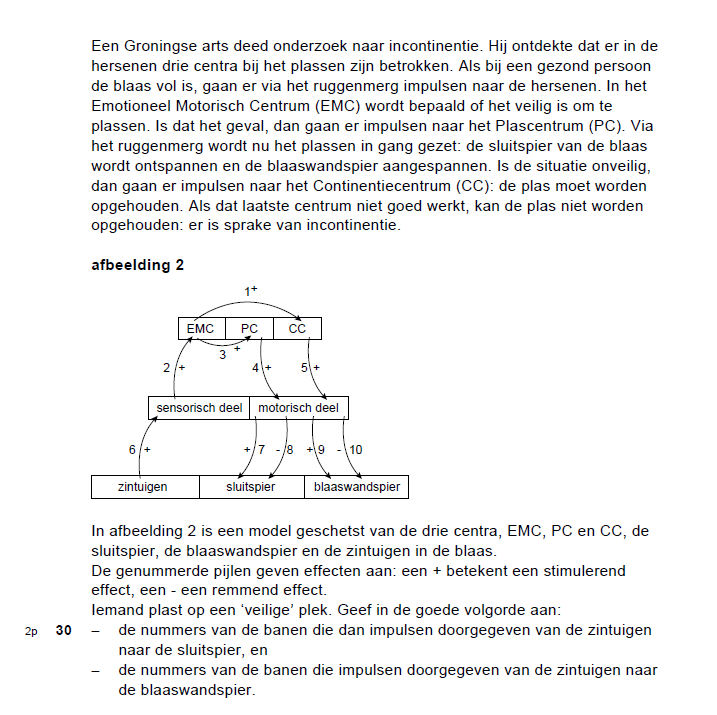 Een Groningse arts deed onderzoek naar incontinentie. Hij ontdekte dat er in de
hersenen drie centra bij het plassen zijn betrokken. Als bij een gezond persoon
de blaas vol is, gaan er via het ruggenmerg impulsen naar de hersenen. In het
Emotioneel Motorisch Centrum (EMC) wordt bepaald of het veilig is om te
plassen. Is dat het geval, dan gaan er impulsen naar het Plascentrum (PC). Via
het ruggenmerg wordt nu het plassen in gang gezet: de sluitspier van de blaas
wordt ontspannen en de blaaswandspier aangespannen. Is de situatie onveilig,
dan gaan er impulsen naar het Continentiecentrum (CC): de plas moet worden
opgehouden. Als dat laatste centrum niet goed werkt, kan de plas niet worden
opgehouden: er is sprake van incontinentie.
afbeelding 2
1+
EMC PC CC
3 +
2 + 4 + 5 +
sensorisch deel motorisch deel
6 + + 7 - 8 + 9 - 10
zintuigen sluitspier blaaswandspier
In afbeelding 2 is een model geschetst van de drie centra, EMC, PC en CC, de
sluitspier, de blaaswandspier en de zintuigen in de blaas.
De genummerde pijlen geven effecten aan: een + betekent een stimulerend
effect, een - een remmend effect.
Iemand plast op een ‘veilige’ plek. Geef in de goede volgorde aan:
2p 30 – de nummers van de banen die dan impulsen doorgegeven van de zintuigen
naar de sluitspier, en
– de nummers van de banen die impulsen doorgegeven van de zintuigen naar
de blaaswandspier.